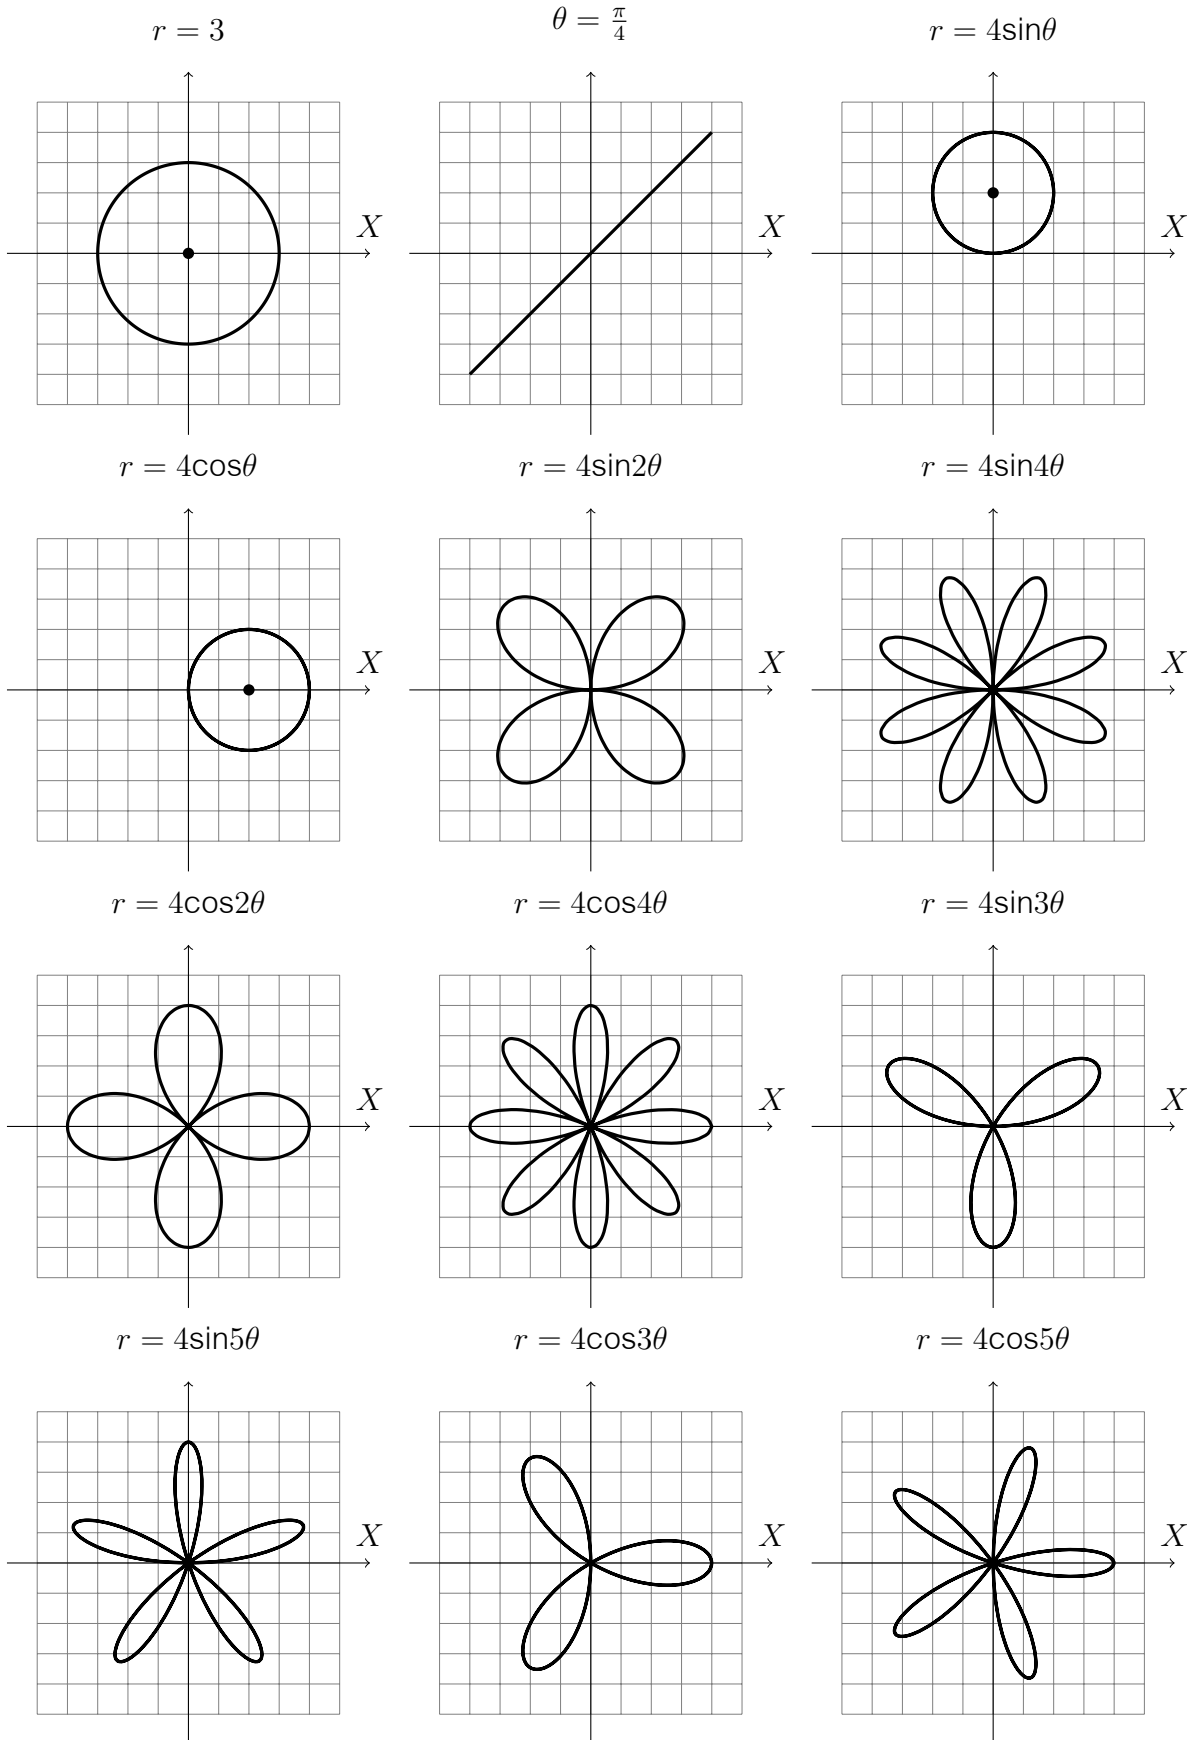 r = 3
θ = π/4
r = 4sinθ
X
X
X
r = 4cosθ
r = 4sin2θ
r = 4sin4θ
X
X
X
r = 4cos2θ
r = 4cos4θ
r = 4sin3θ
X
X
X
r = 4sin5θ
r = 4cos3θ
r = 4cos5θ
X
X
X